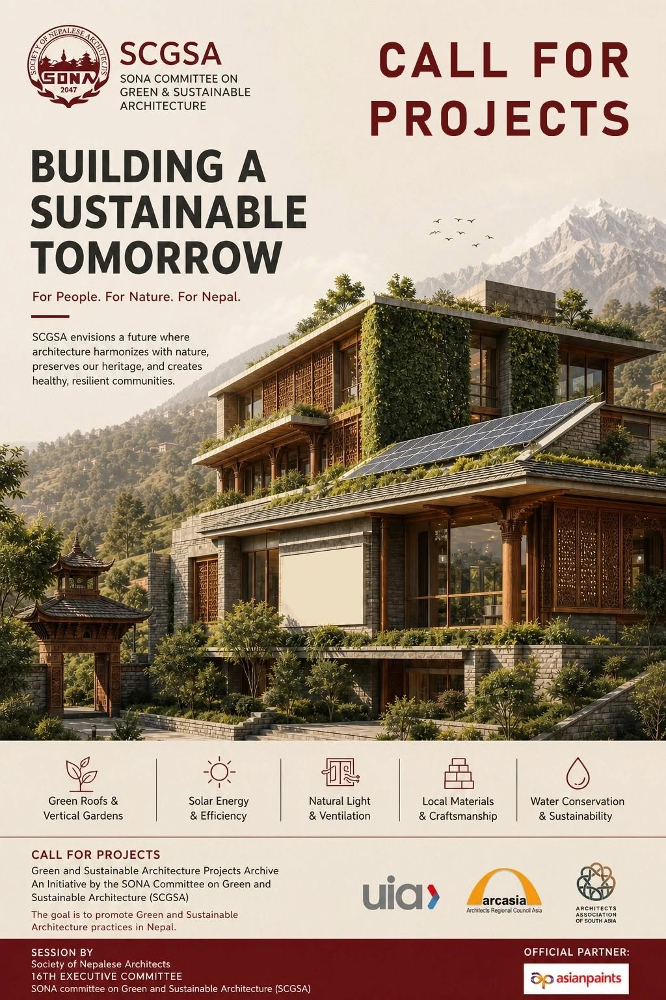 SOCIETY OF NEPALESE ARCHITECTS
SONA
2047
SCGSA
SONA COMMITTEE ON
GREEN & SUSTAINABLE
ARCHITECTURE
CALL FOR
PROJECTS
BUILDING A
SUSTAINABLE
TOMORROW
For People. For Nature. For Nepal.
SCGSA envisions a future where
architecture harmonizes with nature,
preserves our heritage, and creates
healthy, resilient communities.
Green Roofs &
Vertical Gardens
Solar Energy
& Efficiency
Natural Light
& Ventilation
Local Materials
& Craftsmanship
Water Conservation
& Sustainability
CALL FOR PROJECTS
Green and Sustainable Architecture Projects Archive
An Initiative by the SONA Committee on Green and
Sustainable Architecture (SCGSA)
The goal is to promote Green and Sustainable
Architecture practices in Nepal.
uia
arcasia
Architects Regional Council Asia
ARCHITECTS
ASSOCIATION
OF SOUTH ASIA
SESSION BY
Society of Nepalese Architects
16TH EXECUTIVE COMMITTEE
SONA committee on Green and Sustainable Architecture (SCGSA)
OFFICIAL PARTNER:
ap asianpaints